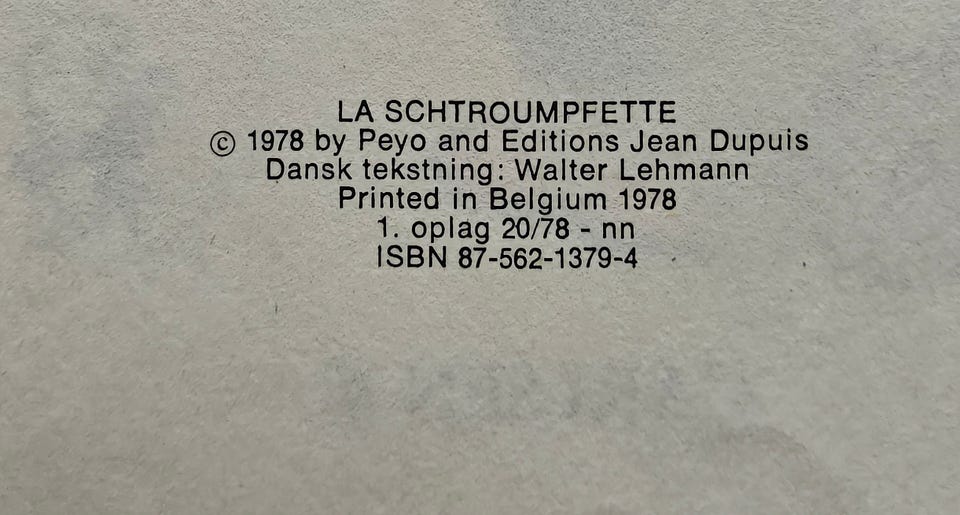 LA SCHTROUMPFETTE
© 1978 by Peyo and Editions Jean Dupuis
Dansk tekstning: Walter Lehmann
Printed in Belgium 1978
1. oplag 20/78 - nn
ISBN 87-562-1379-4